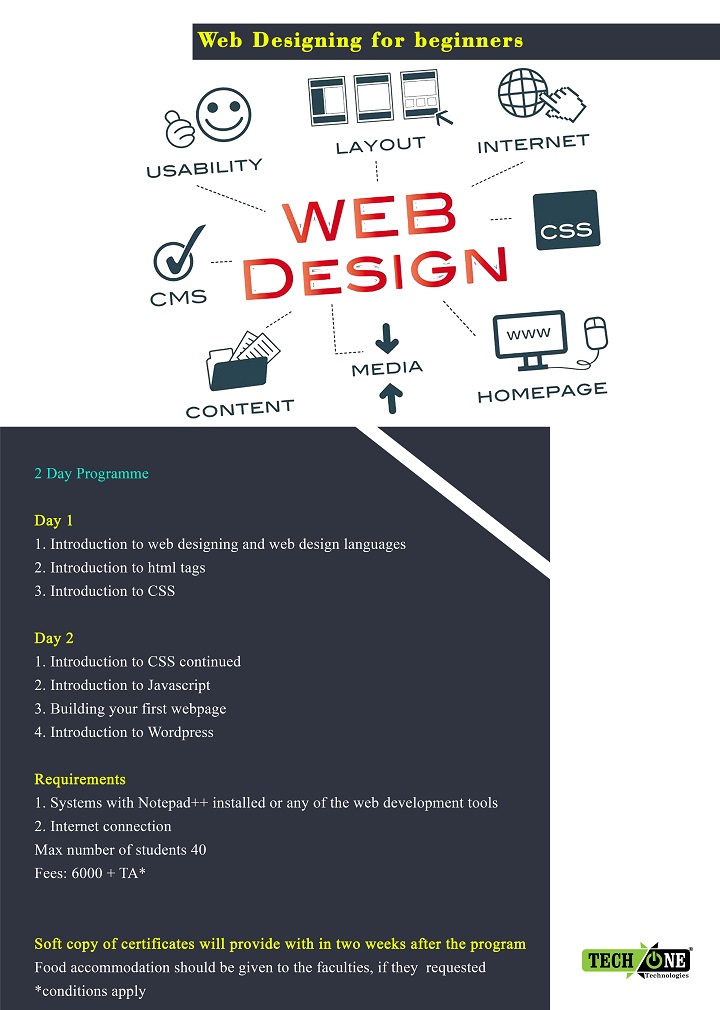 Web Designing for beginners
USABILITY
LAYOUT
INTERNET
WEB
DESIGN
CSS
CMS
CONTENT
MEDIA
WWW
HOMEPAGE
2 Day Programme
Day 1
1. Introduction to web designing and web design languages
2. Introduction to html tags
3. Introduction to CSS
Day 2
1. Introduction to CSS continued
2. Introduction to Javascript
3. Building your first webpage
4. Introduction to Wordpress
Requirements
1. Systems with Notepad++ installed or any of the web development tools
2. Internet connection
Max number of students 40
Fees: 6000 + TA*
Soft copy of certificates will provide with in two weeks after the program
Food accommodation should be given to the faculties, if they  requested
*conditions apply
TECH ONE
Technologies